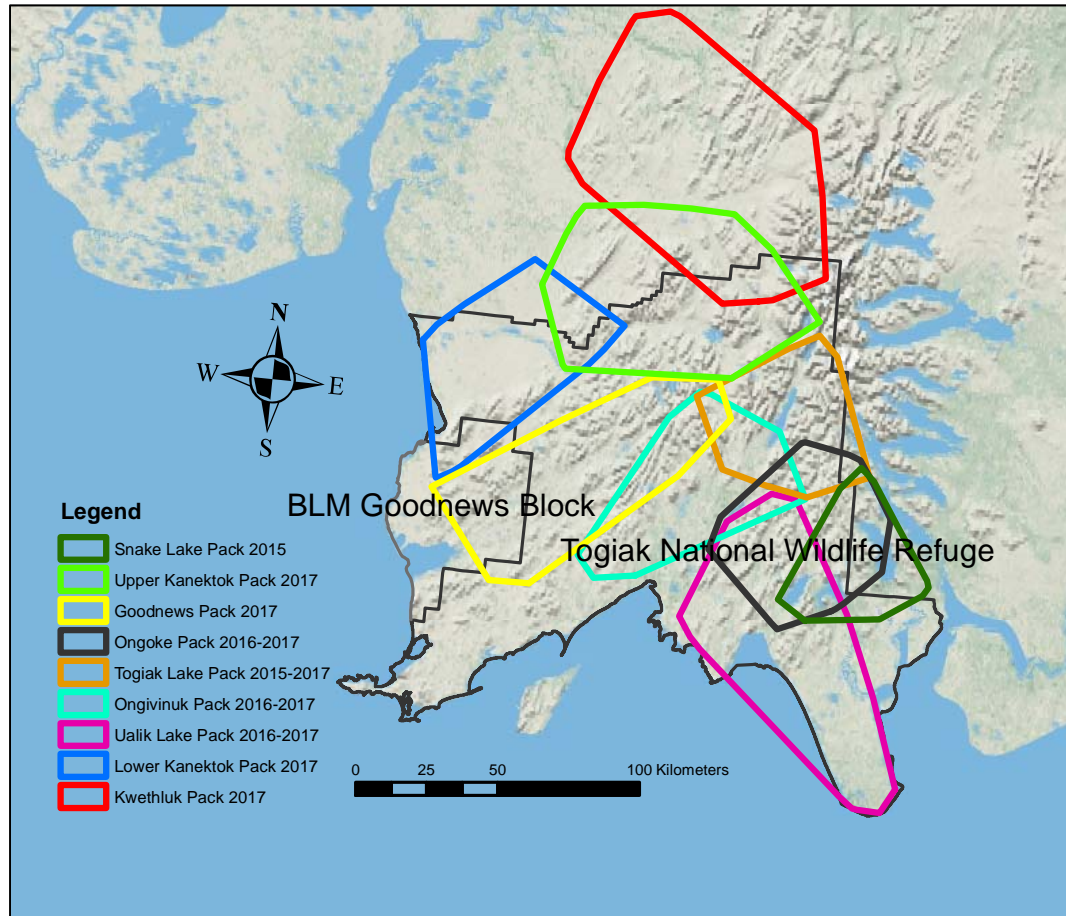 N
W
E
S
BLM Goodnews Block
Togiak National Wildlife Refuge
Legend
Snake Lake Pack 2015
Upper Kanektok Pack 2017
Goodnews Pack 2017
Ongoke Pack 2016-2017
Togiak Lake Pack 2015-2017
Ongivinuk Pack 2016-2017
Ualik Lake Pack 2016-2017
Lower Kanektok Pack 2017
Kwethluk Pack 2017
0 25 50 100 Kilometers